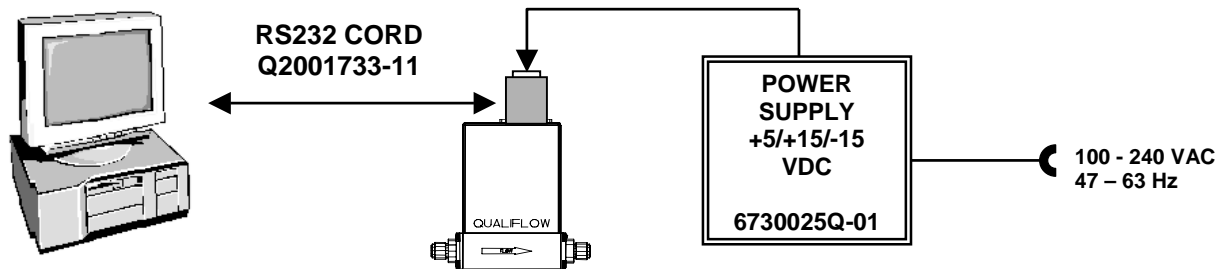 RS232 CORD
Q2001733-11
POWER
SUPPLY
+5/+15/-15
VDC
6730025Q-01
100 - 240 VAC
47 – 63 Hz
QUALIFLOW
FLOW